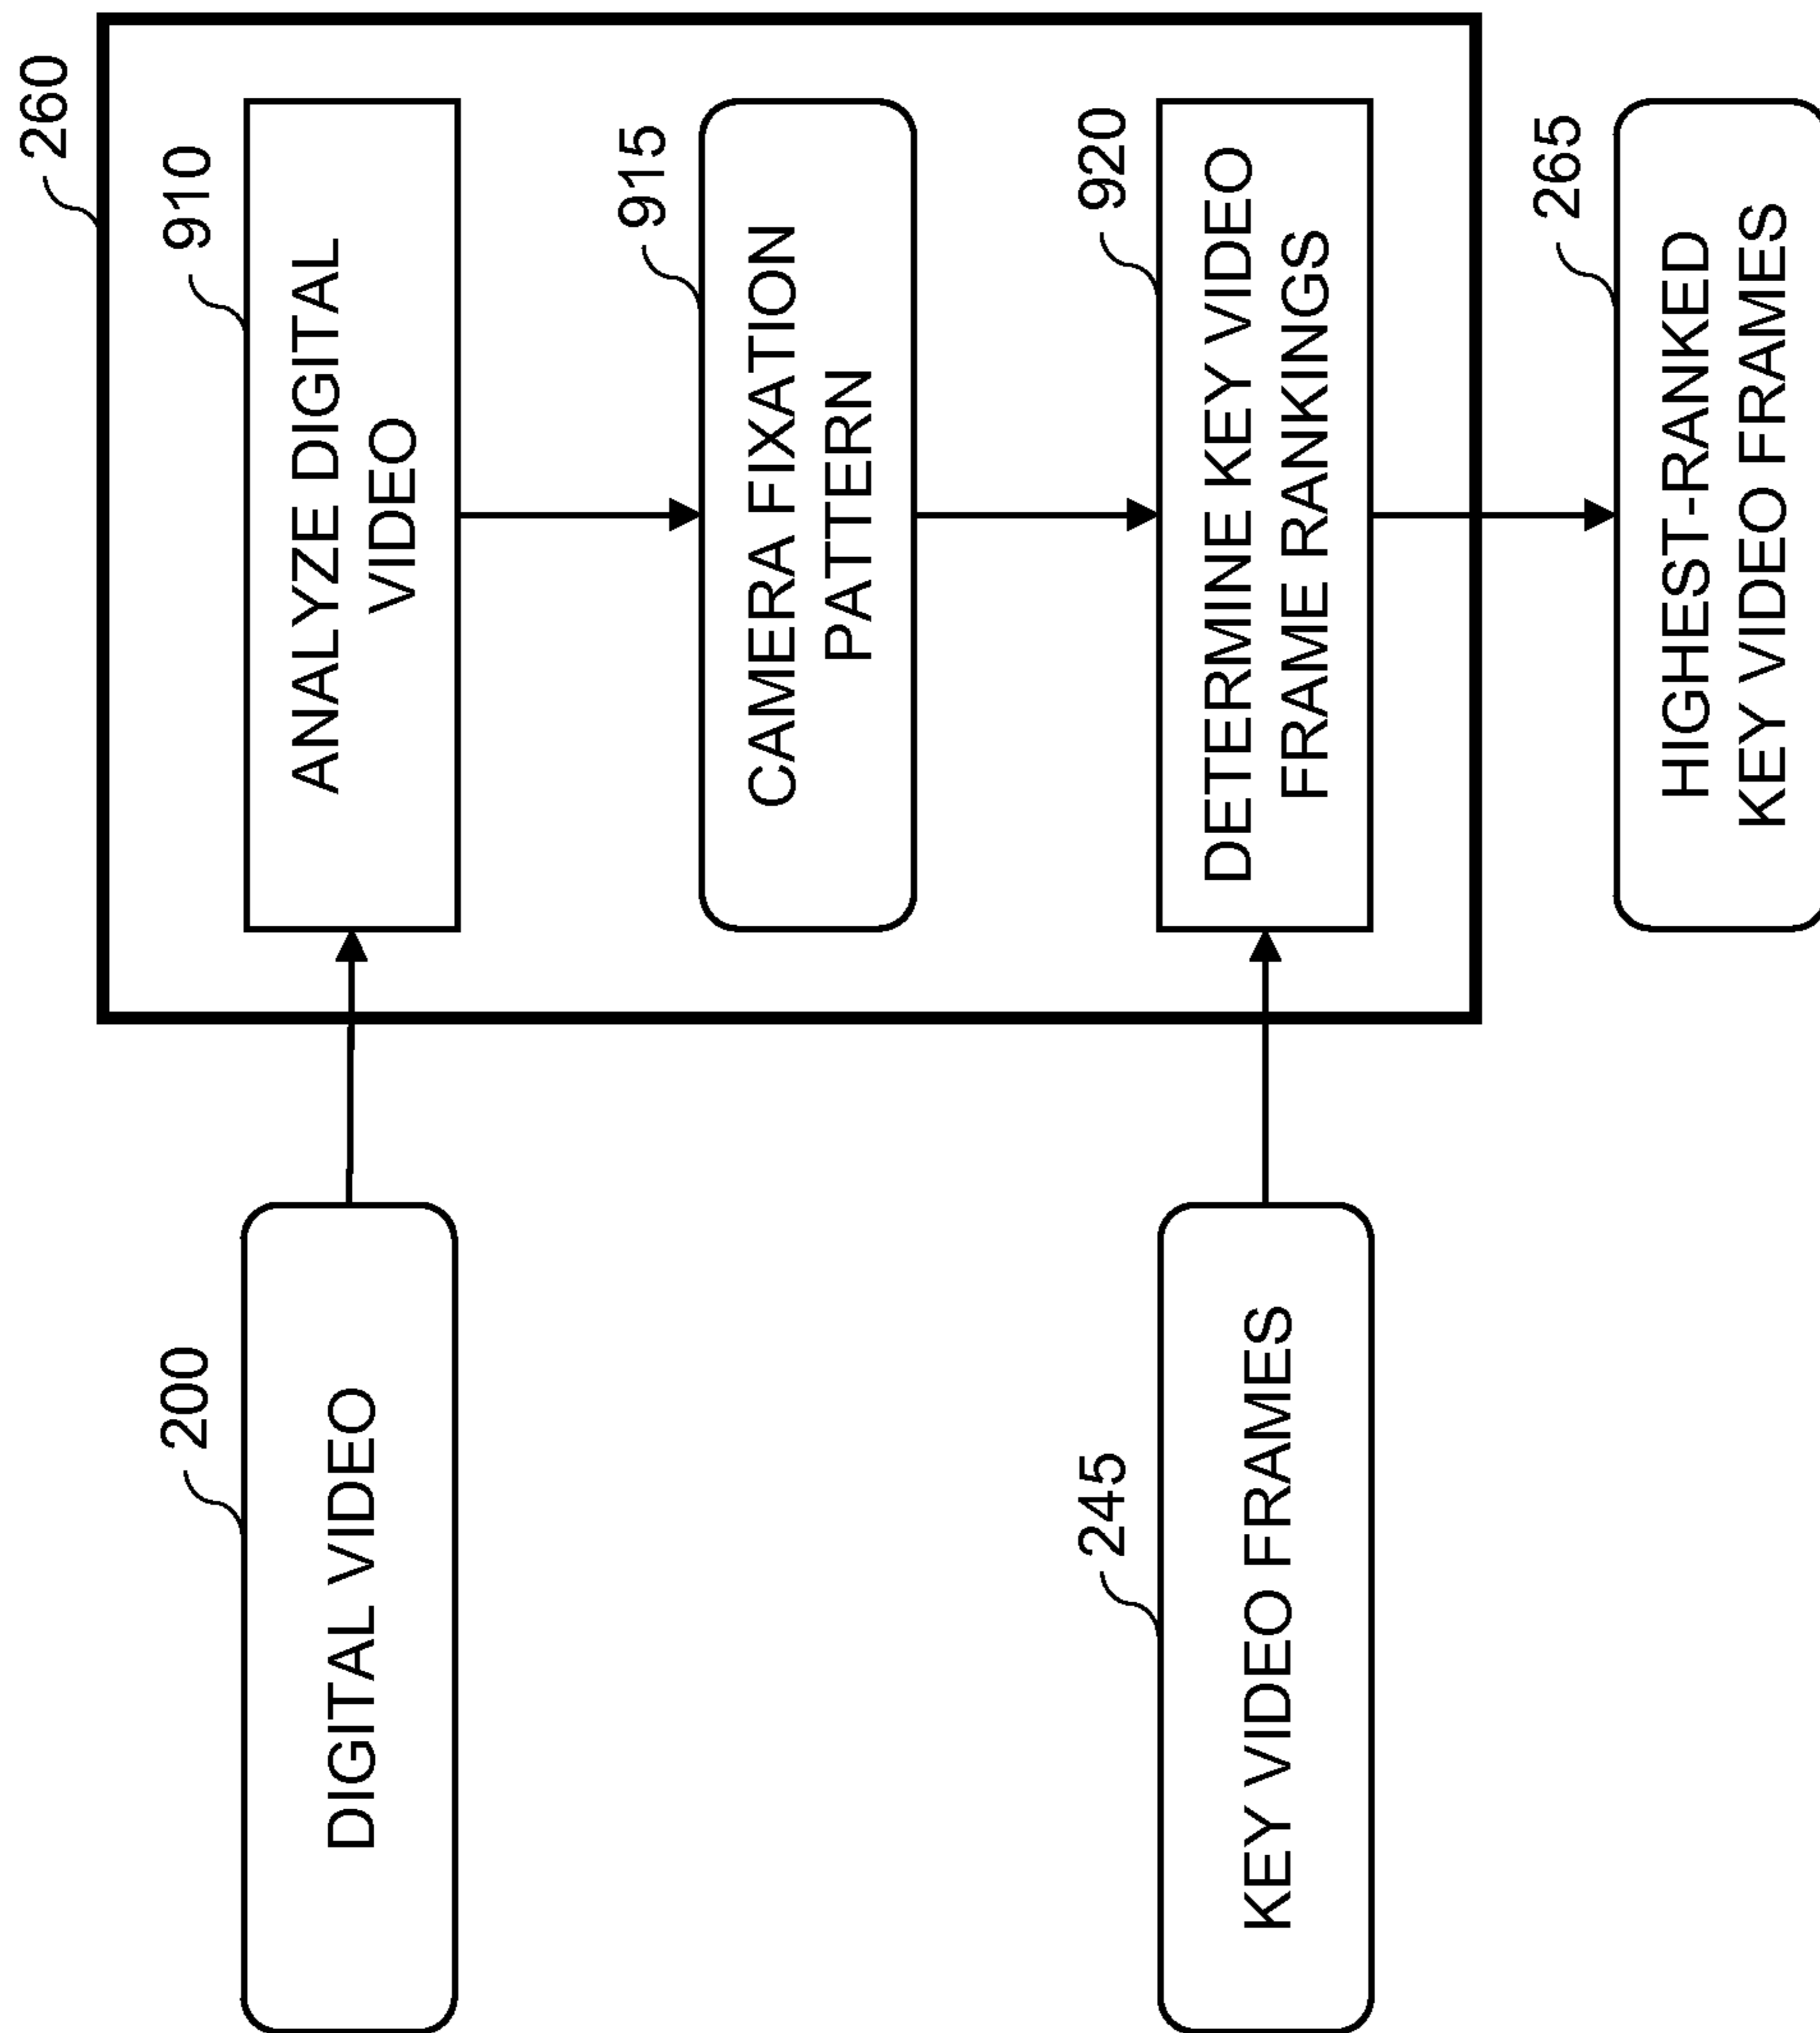 260
200
DIGITAL VIDEO
910
ANALYZE DIGITAL
VIDEO
915
CAMERA FIXATION
PATTERN
245
KEY VIDEO FRAMES
920
DETERMINE KEY VIDEO
FRAME RANKINGS
265
HIGHEST-RANKED
KEY VIDEO FRAMES